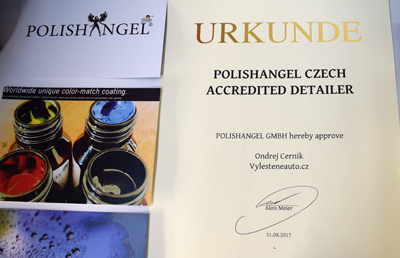 POLISHANGEL
Worldwide unique color-match coating.
URKUNDE
POLISHANGEL CZECH
ACCREDITED DETAILER
POLISHANGEL GMBH hereby approve
Ondrej Cernik
Vylesteneauto.cz
Alois Meier
31.08.2017